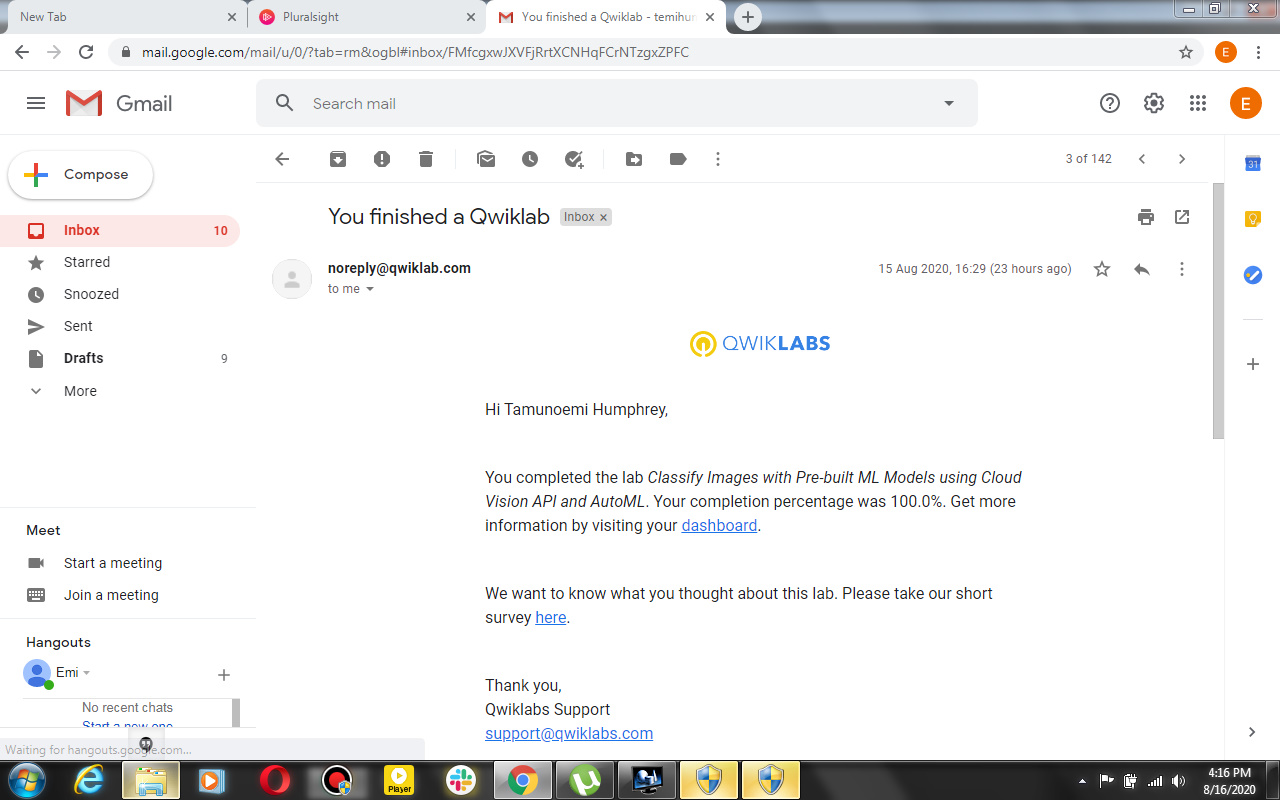 New Tab
Pluralsight
You finished a Qwiklab - temihun
mail.google.com/mail/u/0/?tab=rm&ogbl#inbox/FMfcgxwJXVFjRrtXCNHqFCrNTzgxZPFC
E
Gmail
Search mail
E
Compose
3 of 142
31
Inbox 10
Starred
Snoozed
Sent
Drafts 9
More
You finished a Qwiklab Inbox x
noreply@qwiklab.com
15 Aug 2020, 16:29 (23 hours ago)
to me
QWIKLABS
Hi Tamunoemi Humphrey,
You completed the lab Classify Images with Pre-built ML Models using Cloud
Vision API and AutoML. Your completion percentage was 100.0%. Get more
information by visiting your dashboard.
We want to know what you thought about this lab. Please take our short
survey here.
Thank you,
Qwiklabs Support
support@qwiklabs.com
Meet
Start a meeting
Join a meeting
Hangouts
Emi
No recent chats
Start a new one
Waiting for hangouts.google.com...
Player
4:16 PM
8/16/2020